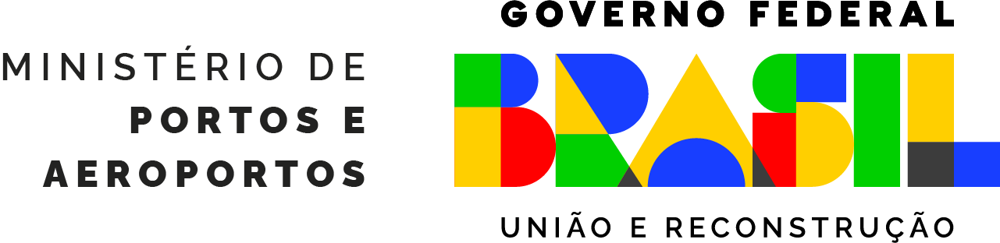 MINISTÉRIO DE
PORTOS E
AEROPORTOS
GOVERNO FEDERAL
BRASIL
UNIÃO E RECONSTRUÇÃO